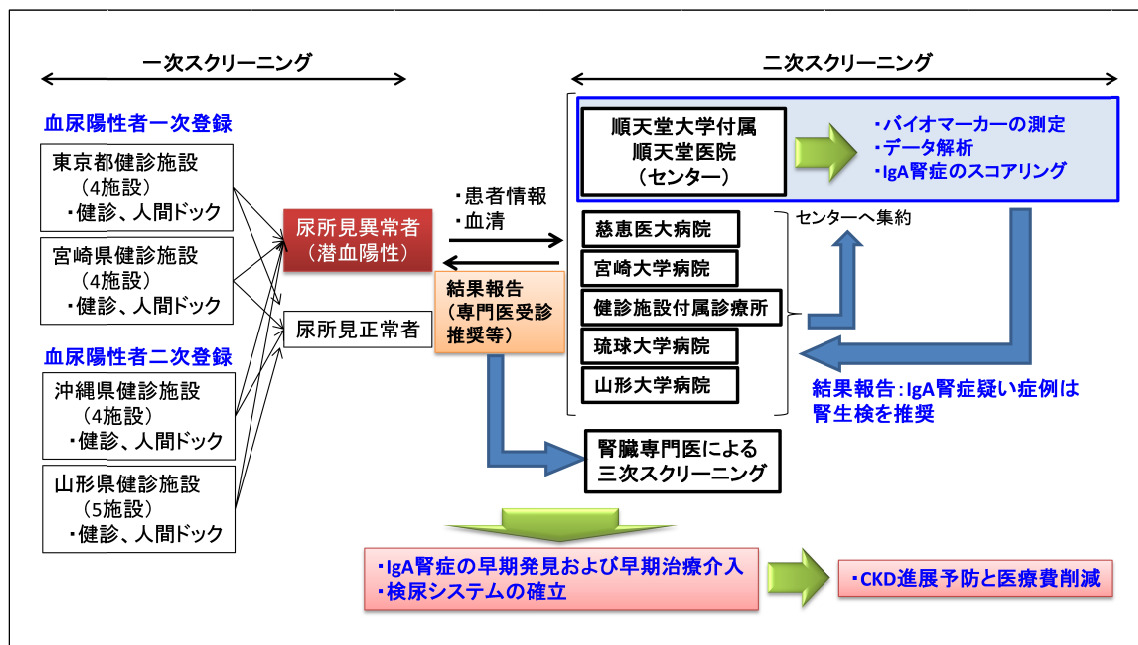 一次スクリーニング
二次スクリーニング
血尿陽性者一次登録
東京都健診施設
（4施設）
・健診、人間ドック
宮崎県健診施設
（4施設）
・健診、人間ドック
血尿陽性者二次登録
沖縄県健診施設
（4施設）
・健診、人間ドック
山形県健診施設
（5施設）
・健診、人間ドック
尿所見異常者
（潜血陽性）
尿所見正常者
・患者情報
・血清
結果報告
（専門医受診
推奨等）
順天堂大学付属
順天堂医院
（センター）
・バイオマーカーの測定
・データ解析
・IgA腎症のスコアリング
慈恵医大病院
宮崎大学病院
健診施設付属診療所
琉球大学病院
山形大学病院
センターへ集約
結果報告：IgA腎症疑い症例は
腎生検を推奨
腎臓専門医による
三次スクリーニング
・IgA腎症の早期発見および早期治療介入
・検尿システムの確立
・CKD進展予防と医療費削減